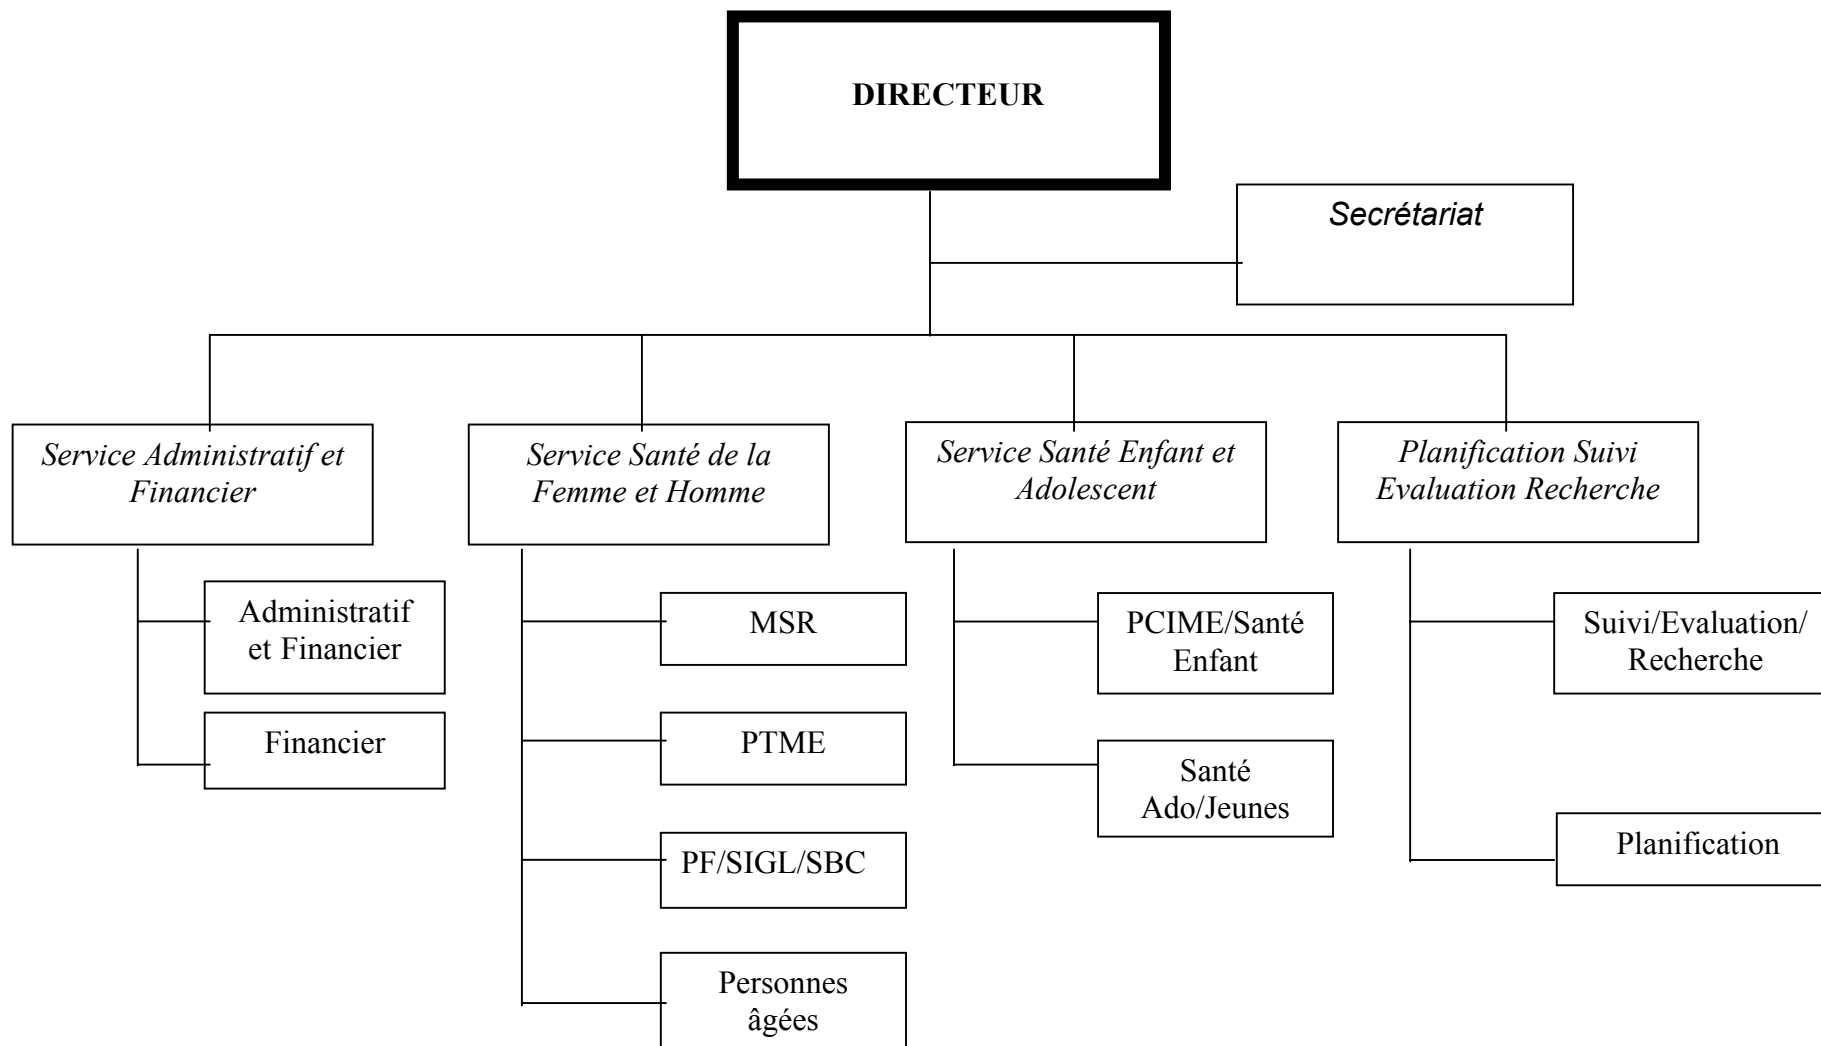 DIRECTEUR
Secrétariat
Service Administratif et
Financier
Service Santé de la
Femme et Homme
Service Santé Enfant et
Adolescent
Planification Suivi
Evaluation Recherche
Administratif
et Financier
Financier
MSR
PTME
PF/SIGL/SBC
Personnes
âgées
PCIME/Santé
Enfant
Santé
Ado/Jeunes
Suivi/Evaluation/
Recherche
Planification